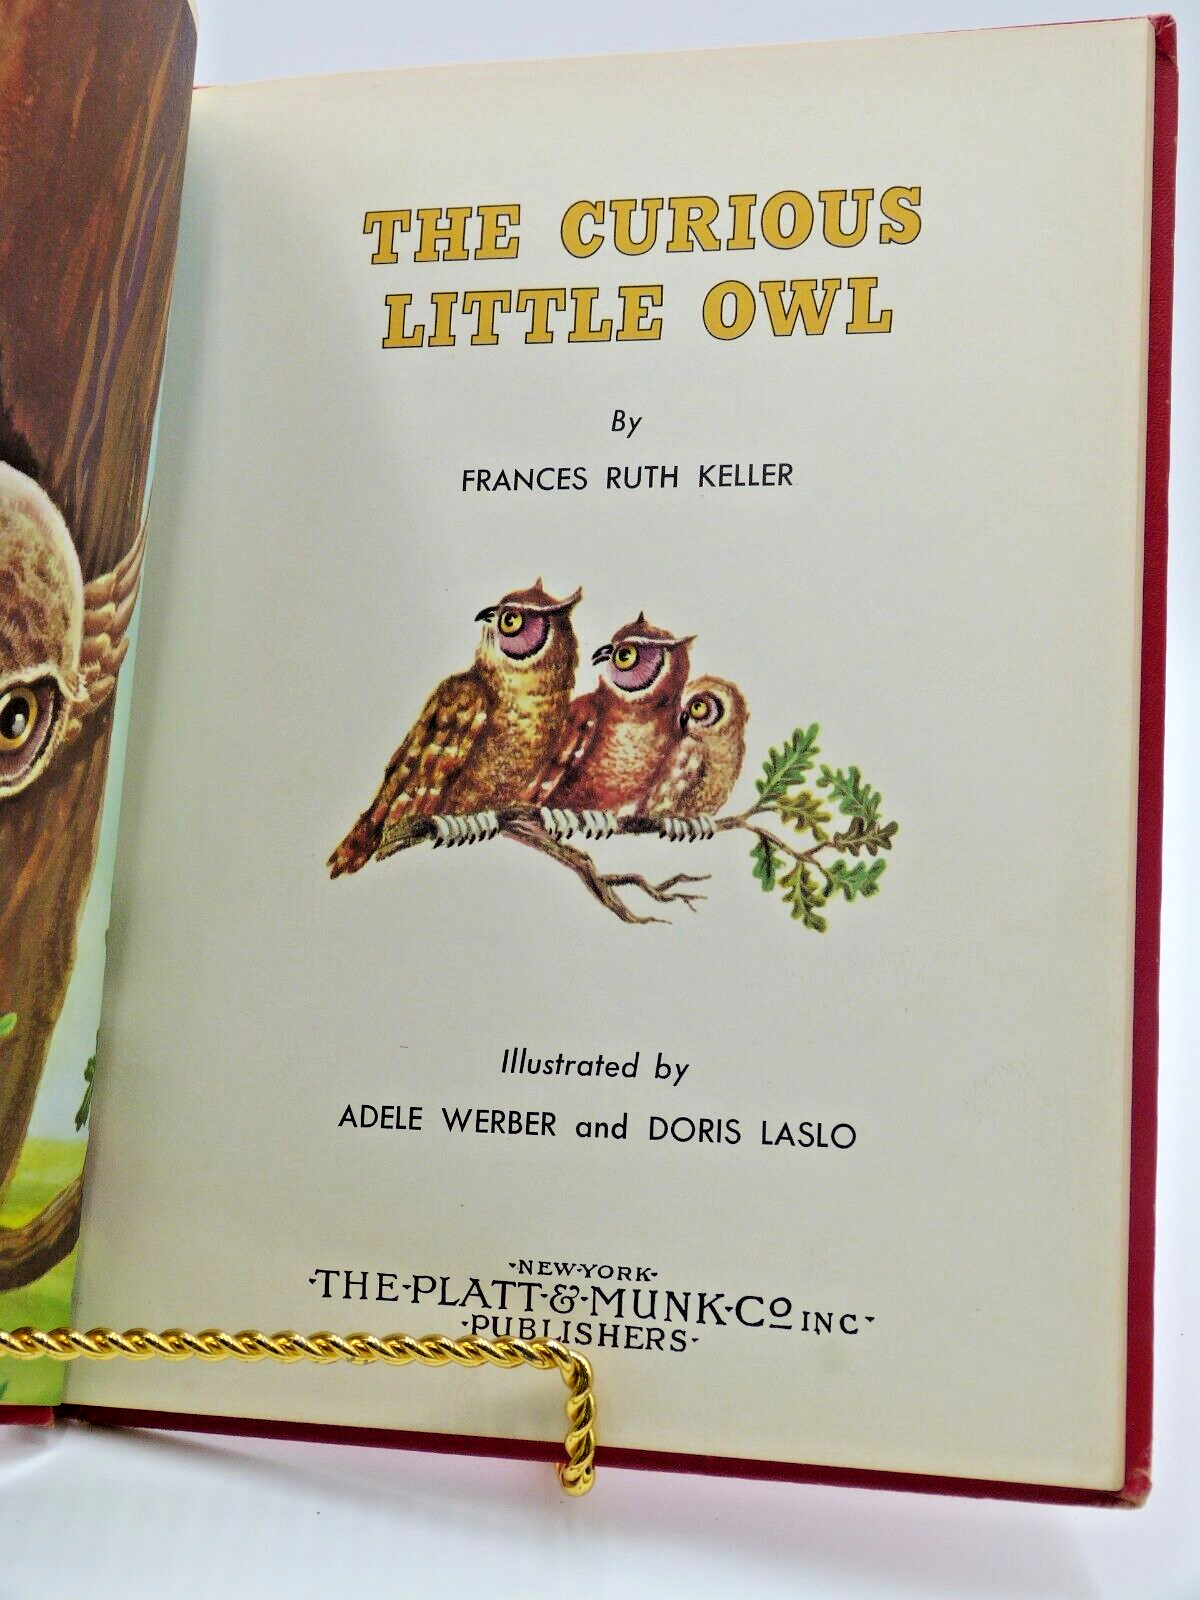 THE CURIOUS
LITTLE OWL
By
FRANCES RUTH KELLER
Illustrated by
ADELE WERBER and DORIS LASLO
·NEW·YORK·
·THE·PLATT·&·MUNK·Co INC·
·PUBLISHERS·